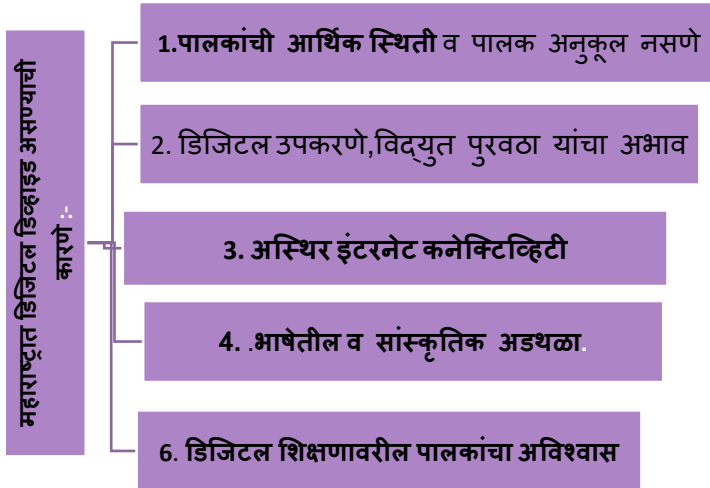 महाराष्ट्रात डिजिटल डिव्हाइड असण्याची
कारणे :-
1.पालकांची आर्थिक स्थिती व पालक अनुकूल नसणे
2. डिजिटल उपकरणे,विद्युत पुरवठा यांचा अभाव
3. अस्थिर इंटरनेट कनेक्टिव्हिटी
4. .भाषेतील व सांस्कृतिक अडथळा.
6. डिजिटल शिक्षणावरील पालकांचा अविश्वास